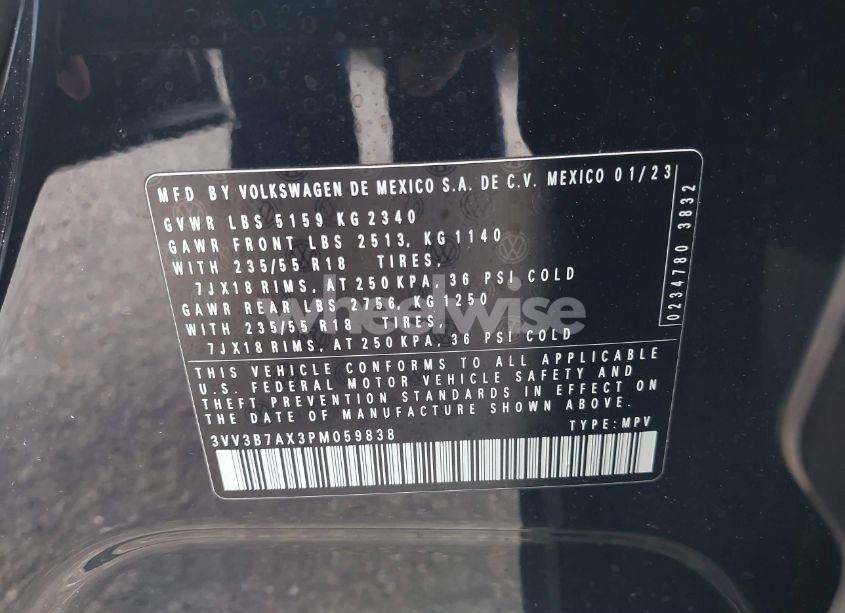 MFD BY VOLKSWAGEN DE MEXICO S.A. DE C.V. MEXICO 01/23
GVWR LBS 5159 KG 2340
GAWR FRONT LBS 2513, KG 1140
WITH 235/55 R18 TIRES,
7JX18 RIMS, AT 250 KPA, 36 PSI COLD
GAWR REAR LBS 2756, KG 1250
WITH 235/55 R18 TIRES,
7JX18 RIMS, AT 250 KPA, 36 PSI COLD
0234780 3832
THIS VEHICLE CONFORMS TO ALL APPLICABLE
U.S. FEDERAL MOTOR VEHICLE SAFETY AND
THEFT PREVENTION STANDARDS IN EFFECT ON
THE DATE OF MANUFACTURE SHOWN ABOVE.
3VV3B7AX3PM059838 TYPE: MPV
wheelwise